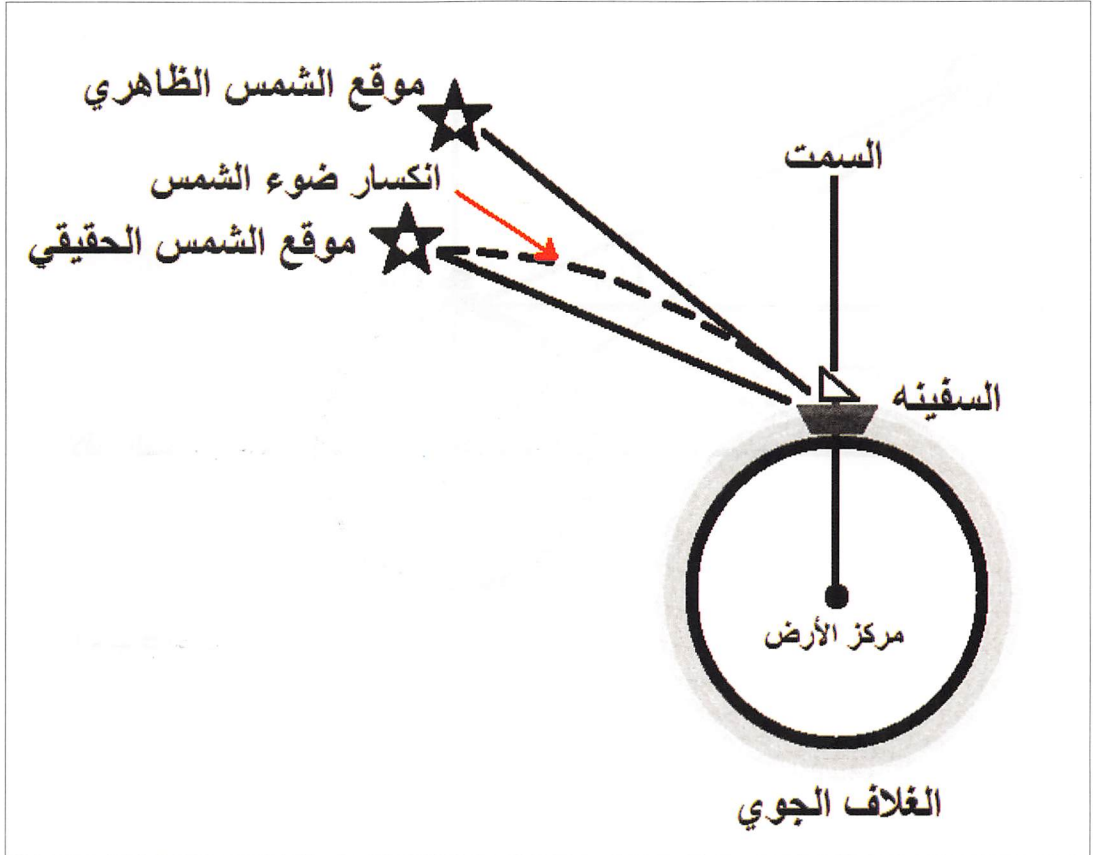 موقع الشمس الظاهري
السمت
انكسار ضوء الشمس
موقع الشمس الحقيقي
السفينه
مركز الأرض
الغلاف الجوي